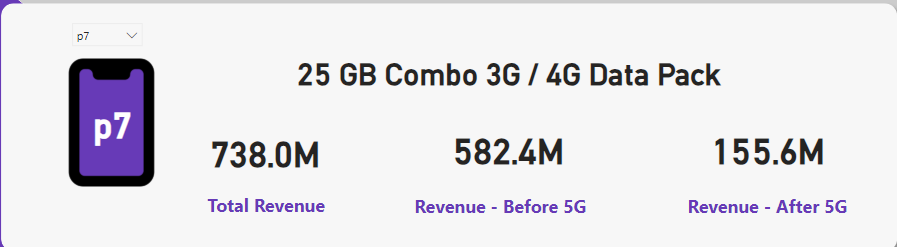 p7
25 GB Combo 3G / 4G Data Pack
p7
738.0M
582.4M
155.6M
Total Revenue
Revenue - Before 5G
Revenue - After 5G